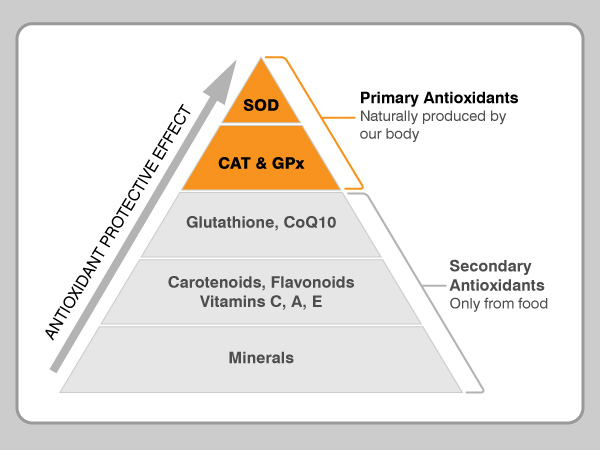 ANTIOXIDANT PROTECTIVE EFFECT
SOD
CAT & GPx
Primary Antioxidants
Naturally produced by
our body
Glutathione, CoQ10
Carotenoids, Flavonoids
Vitamins C, A, E
Minerals
Secondary
Antioxidants
Only from food